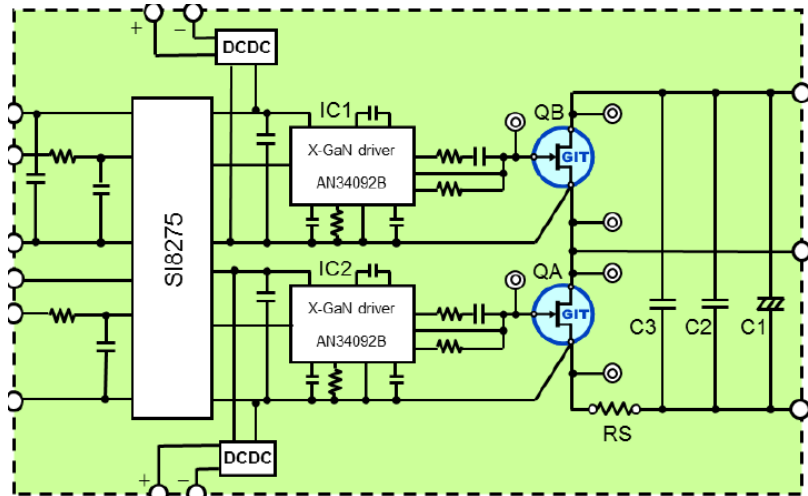 + −
DCDC
IC1
QB
X-GaN driver
AN34092B
GIT
SI8275
IC2
QA
X-GaN driver
AN34092B
GIT
C3 C2 C1
RS
DCDC
+ −